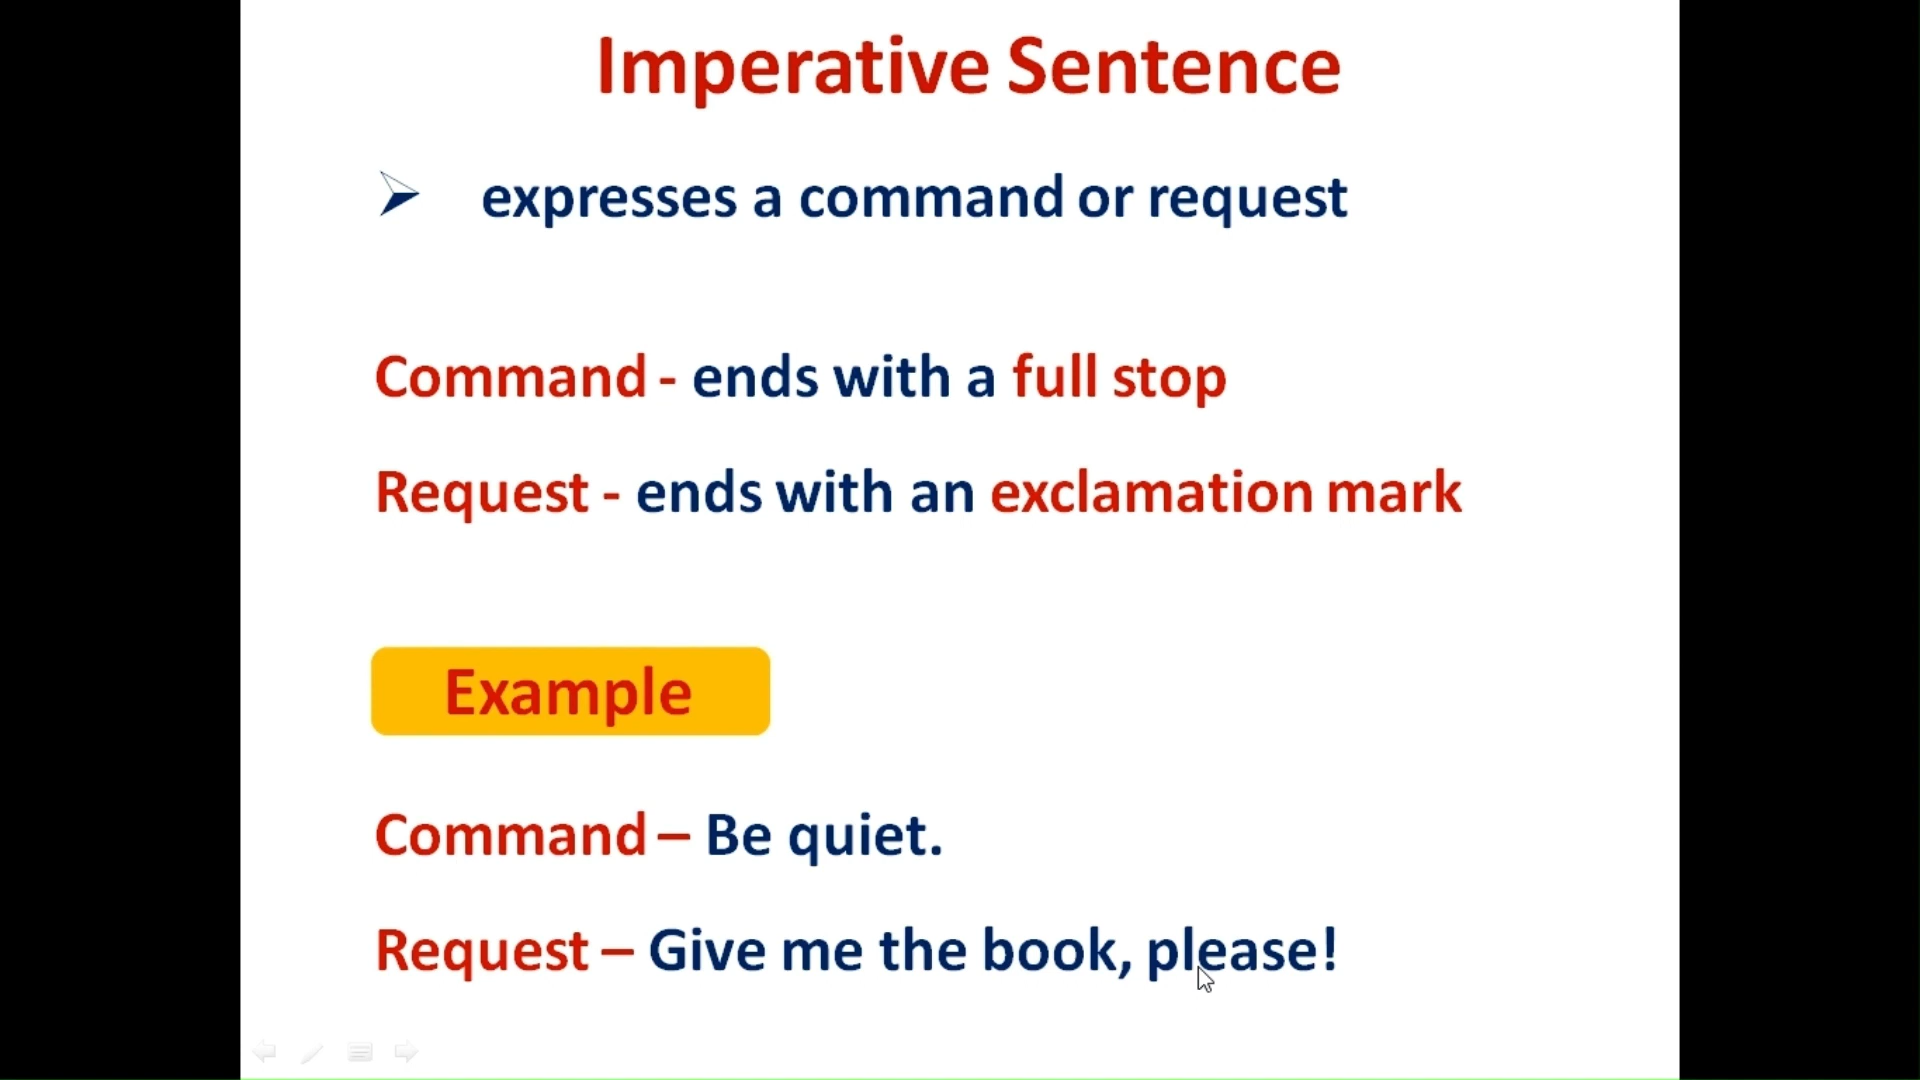 Imperative Sentence
expresses a command or request
Command - ends with a full stop
Request - ends with an exclamation mark
Example
Command – Be quiet.
Request – Give me the book, please!